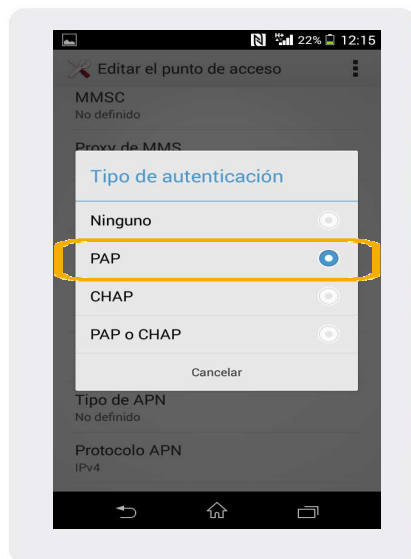 22% 12:15
Editar el punto de acceso
MMSC
No definido
Proxy de MMS
Tipo de autenticación
Ninguno
PAP
CHAP
PAP o CHAP
Cancelar
Tipo de APN
No definido
Protocolo APN
IPv4